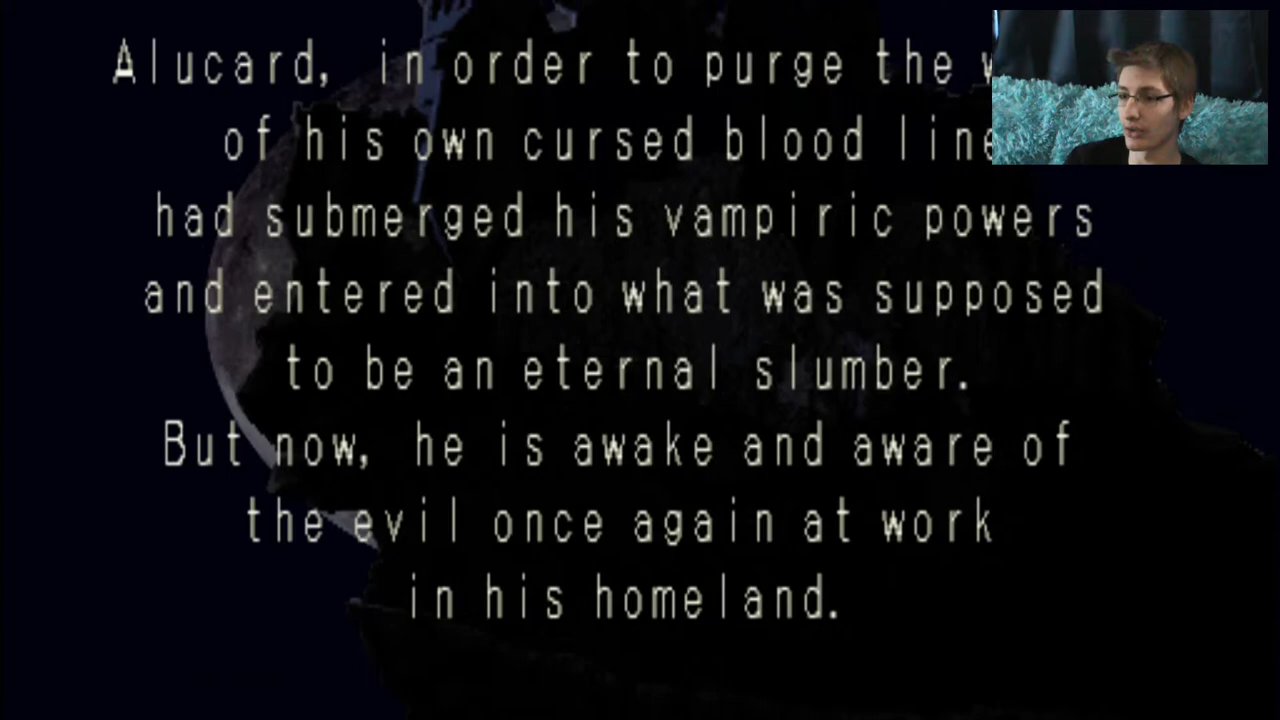 Alucard, in order to purge the
of his own cursed blood line
had submerged his vampiric powers
and entered into what was supposed
to be an eternal slumber.
But now, he is awake and aware of
the evil once again at work
in his homeland.